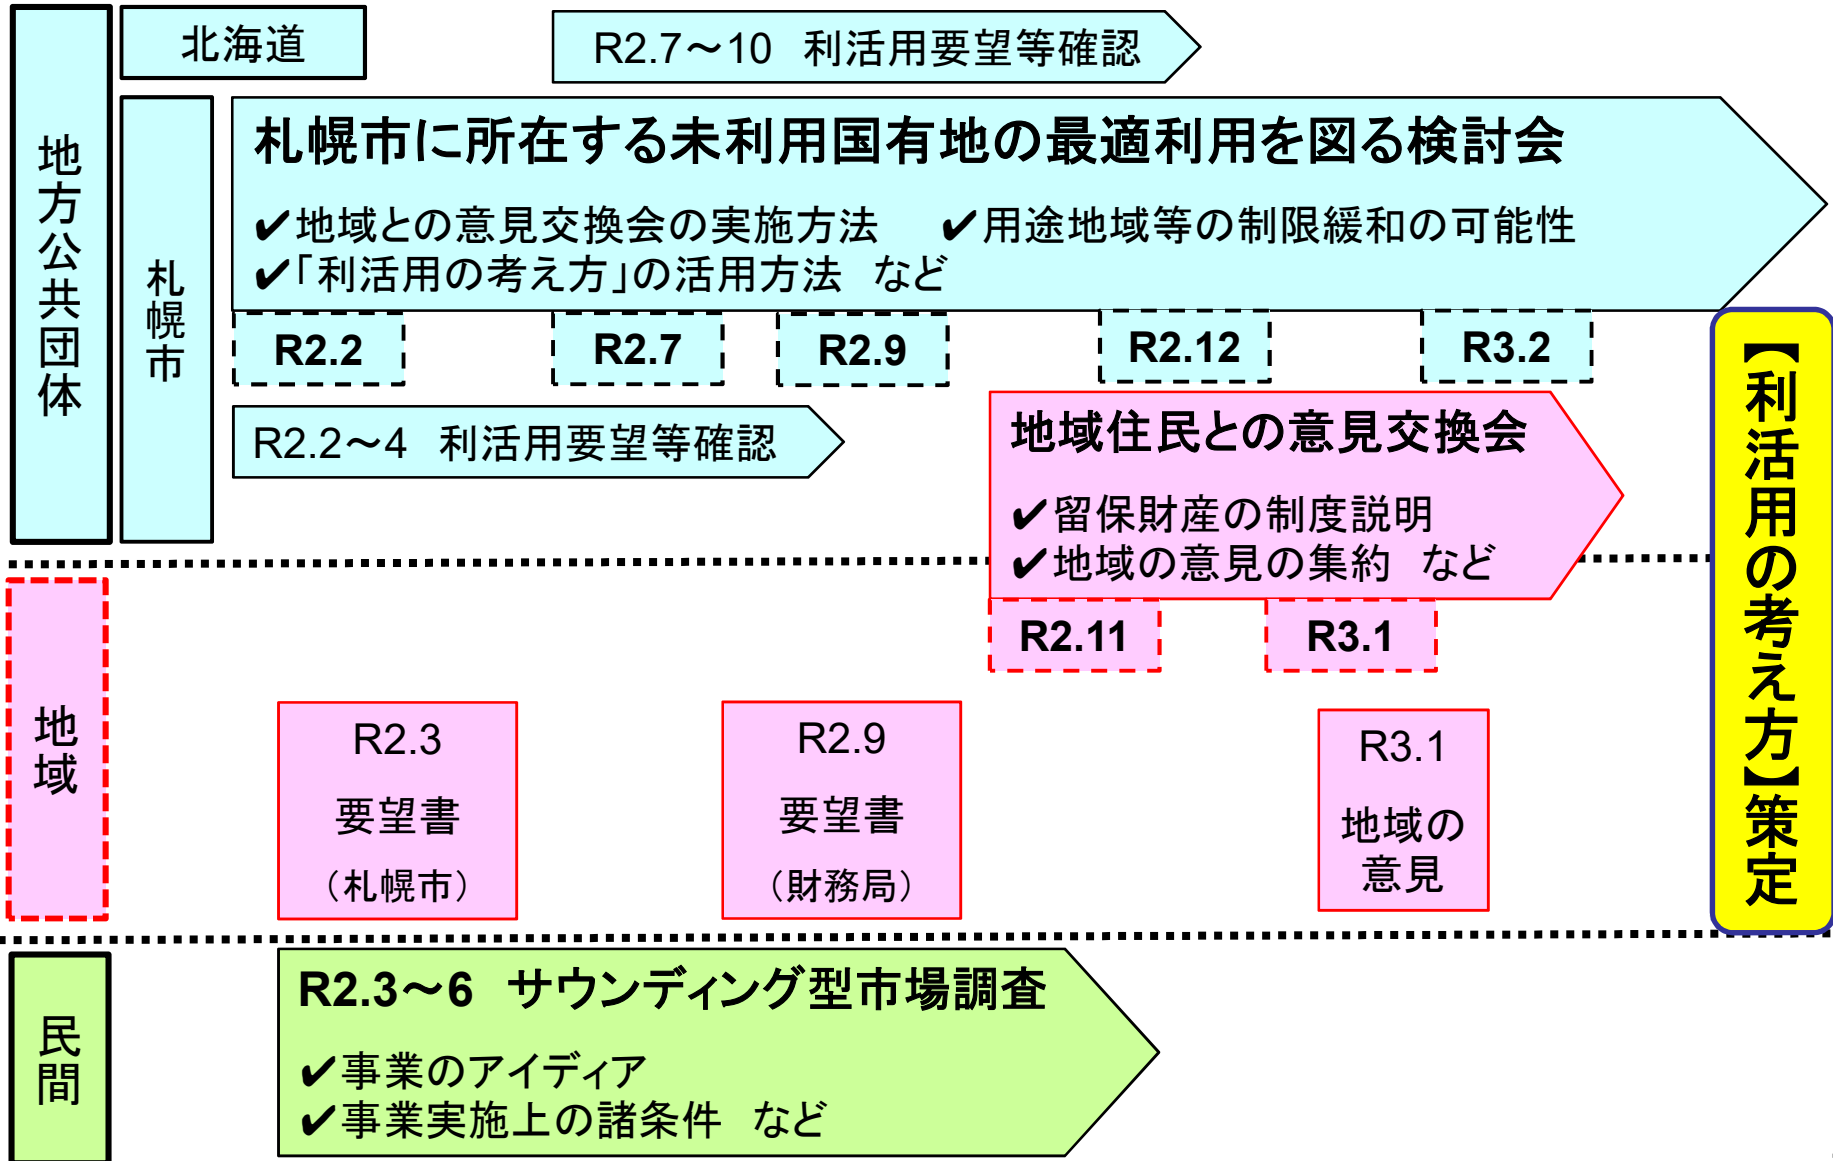 地方公共団体
北海道
R2.7～10 利活用要望等確認
札幌市
札幌市に所在する未利用国有地の最適利用を図る検討会
✔地域との意見交換会の実施方法 ✔用途地域等の制限緩和の可能性
✔「利活用の考え方」の活用方法 など
R2.2
R2.7
R2.9
R2.12
R3.2
R2.2～4 利活用要望等確認
地域住民との意見交換会
✔留保財産の制度説明
✔地域の意見の集約 など
R2.11
R3.1
地域
R2.3
要望書
（札幌市）
R2.9
要望書
（財務局）
R3.1
地域の
意見
【利活用の考え方】策定
民間
R2.3～6 サウンディング型市場調査
✔事業のアイディア
✔事業実施上の諸条件 など